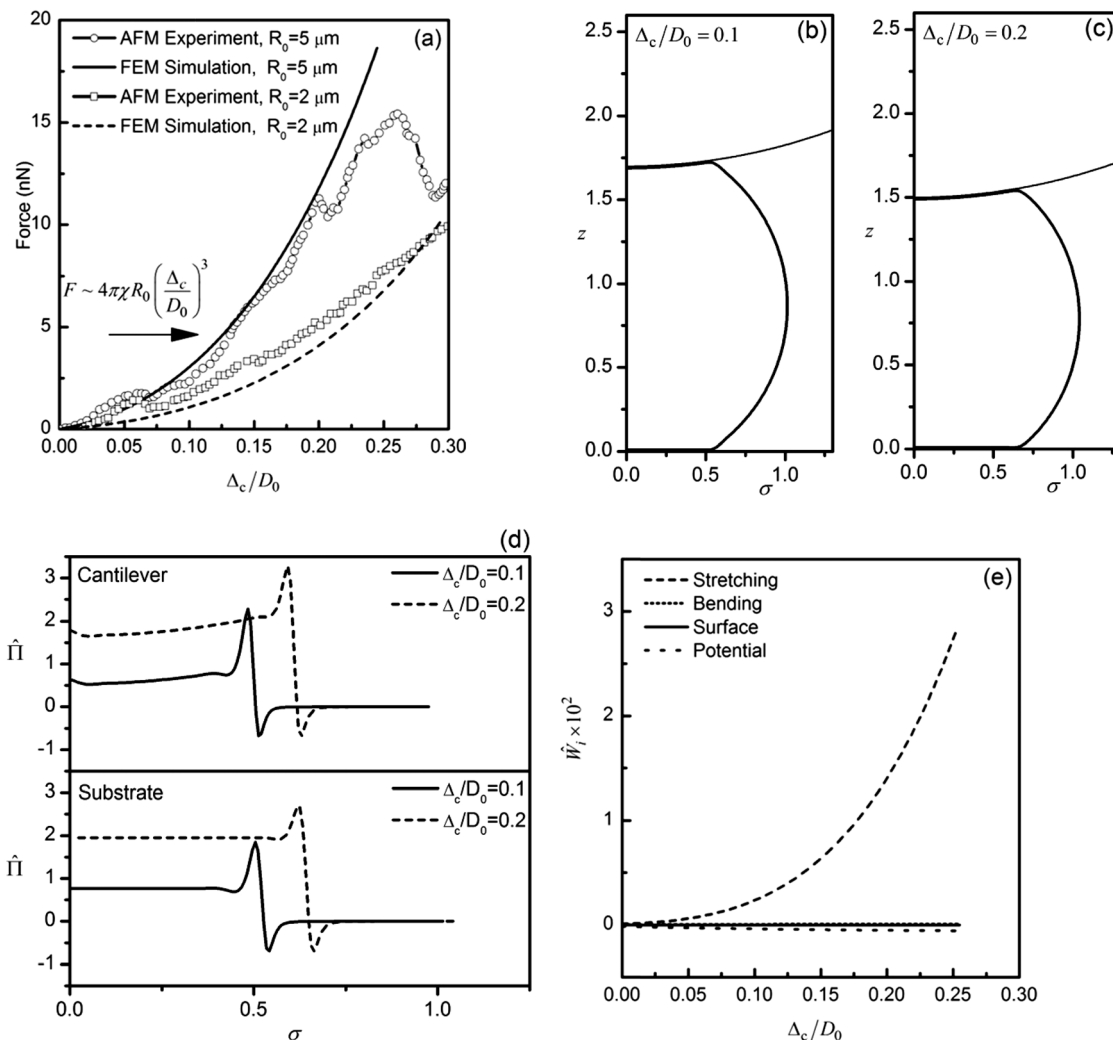 (a)
20
15
10
5
0
Force (nN)
AFM Experiment, R₀=5 μm
FEM Simulation, R₀=5 μm
AFM Experiment, R₀=2 μm
FEM Simulation, R₀=2 μm
F ~ 4πχR₀(Δc/D₀)³
0.00 0.05 0.10 0.15 0.20 0.25 0.30
Δc/D₀
(b)
Δc/D₀ = 0.1
2.5
2.0
1.5
z
1.0
0.5
0.0
0.0 0.5 1.0
σ
(c)
Δc/D₀ = 0.2
2.5
2.0
1.5
z
1.0
0.5
0.0
0.0 0.5 1.0
σ
(d)
Cantilever
Δc/D₀=0.1
Δc/D₀=0.2
3
2
Π̂
1
0
-1
Substrate
Δc/D₀=0.1
Δc/D₀=0.2
3
2
Π̂
1
0
-1
0.0 0.5 1.0
σ
(e)
Stretching
Bending
Surface
Potential
3
2
Ŵᵢ×10²
1
0
0.00 0.05 0.10 0.15 0.20 0.25 0.30
Δc/D₀